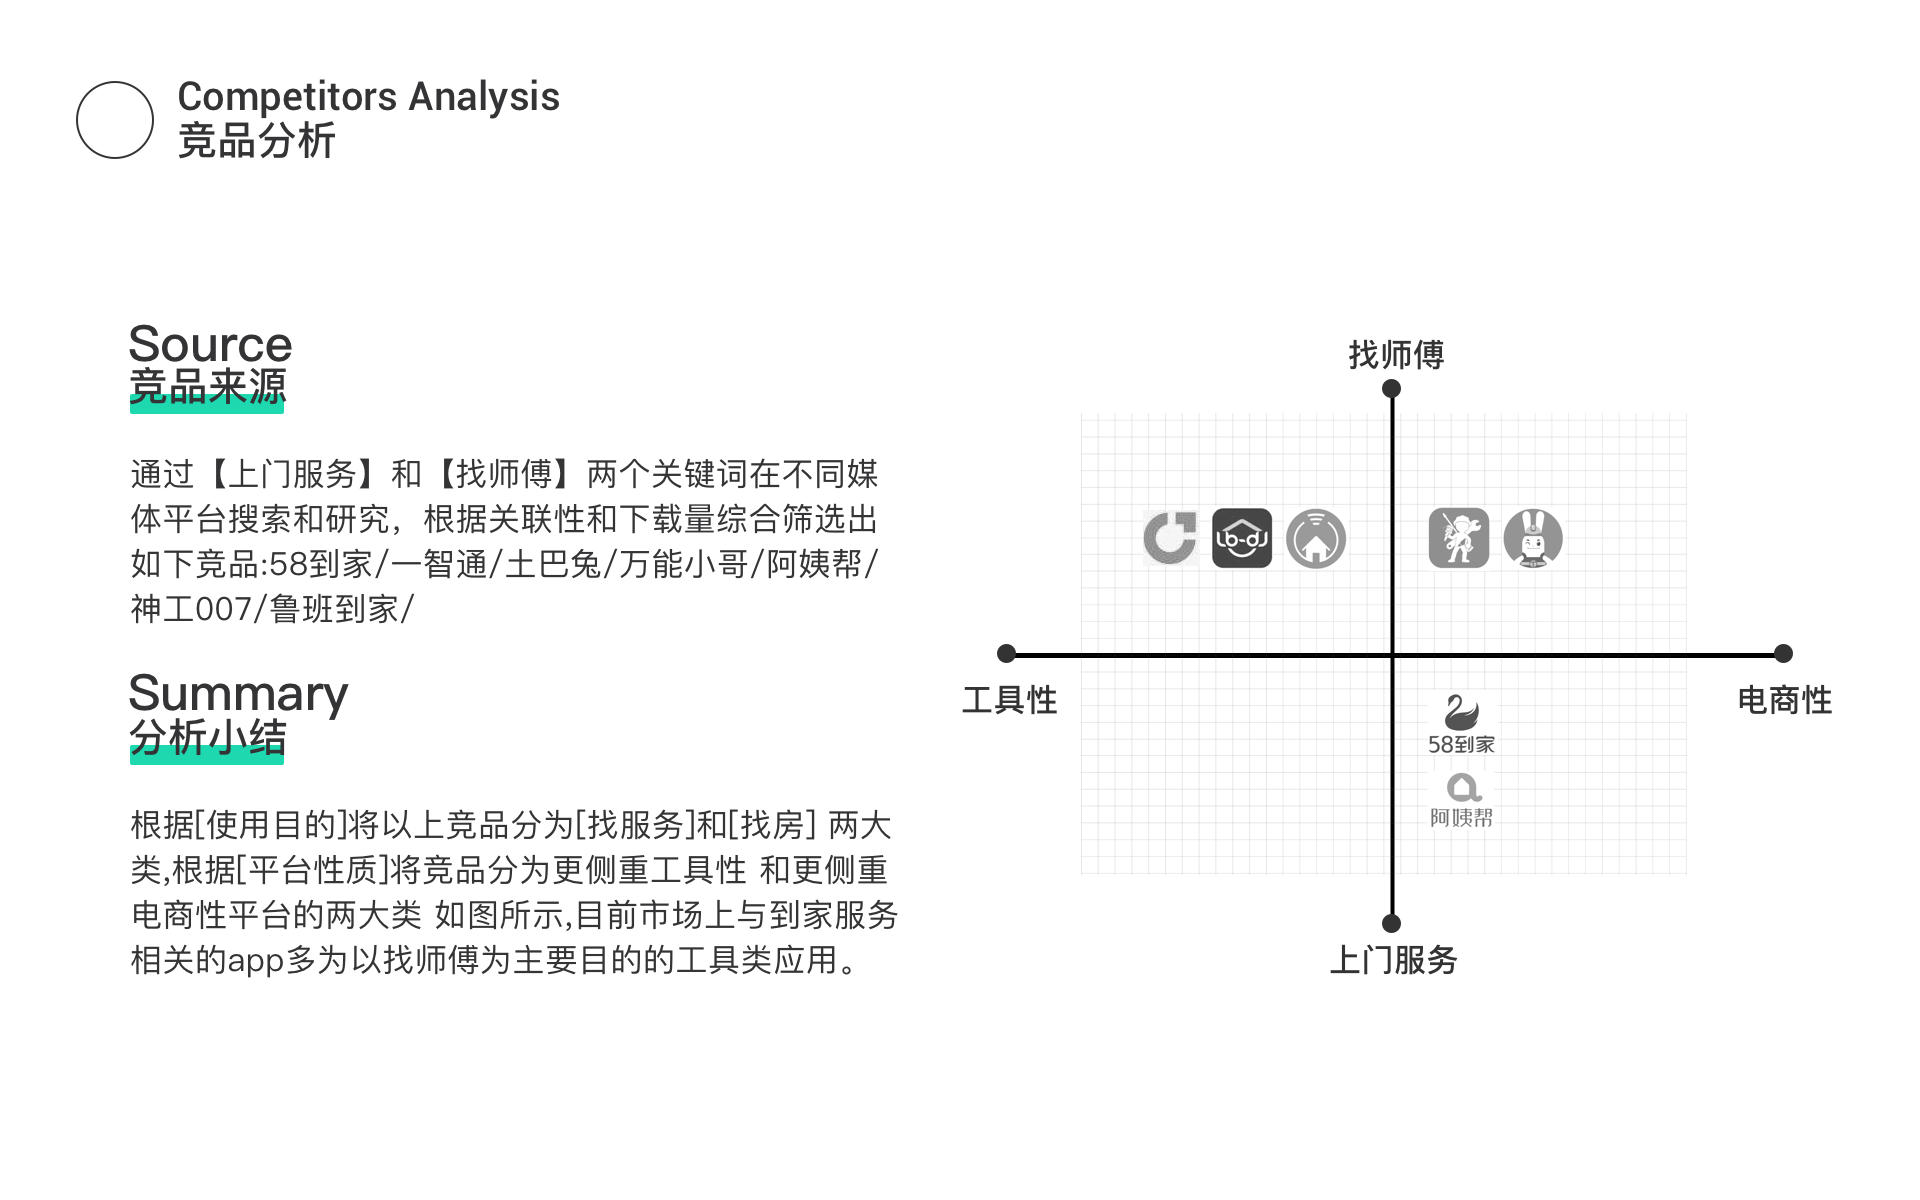 Competitors Analysis
竞品分析
Source
竞品来源
通过【上门服务】和【找师傅】两个关键词在不同媒
体平台搜索和研究，根据关联性和下载量综合筛选出
如下竞品:58到家/一智通/土巴兔/万能小哥/阿姨帮/
神工007/鲁班到家/
Summary
分析小结
根据[使用目的]将以上竞品分为[找服务]和[找房] 两大
类,根据[平台性质]将竞品分为更侧重工具性 和更侧重
电商性平台的两大类 如图所示,目前市场上与到家服务
相关的app多为以找师傅为主要目的的工具类应用。
找师傅
lb-dj
工具性
电商性
58到家
阿姨帮
上门服务